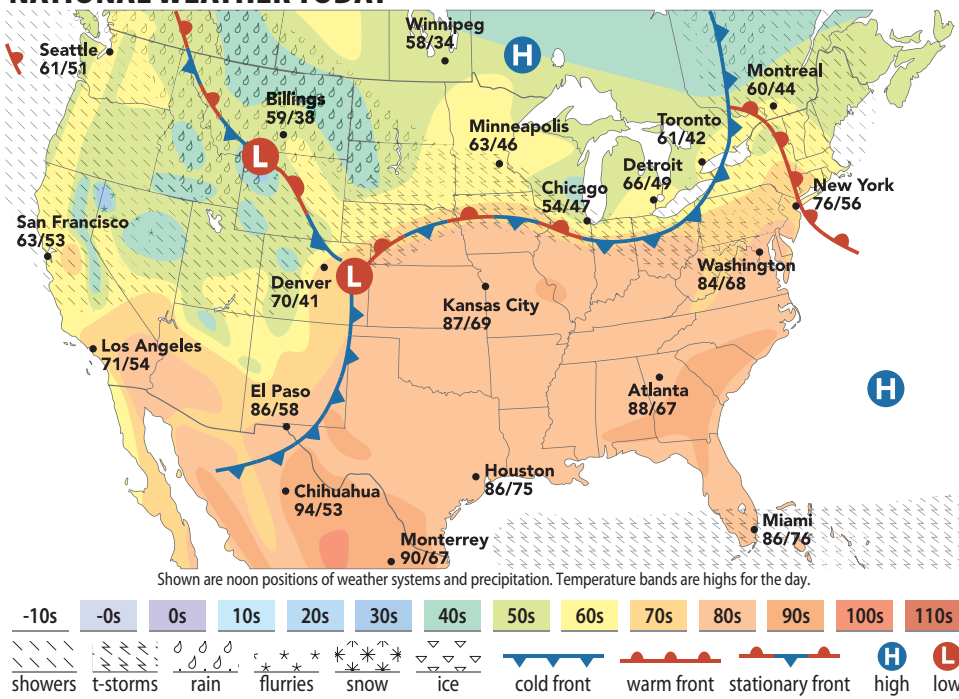 NATIONAL WEATHER TODAY
Winnipeg
58/34
H
Seattle
61/51
Montreal
60/44
Billings
59/38
Minneapolis
63/46
Toronto
61/42
L
Detroit
66/49
Chicago
54/47
New York
76/56
San Francisco
63/53
Washington
84/68
L
Denver
70/41
Kansas City
87/69
Los Angeles
71/54
El Paso
86/58
Atlanta
88/67
H
Houston
86/75
Chihuahua
94/53
Miami
86/76
Monterrey
90/67
Shown are noon positions of weather systems and precipitation. Temperature bands are highs for the day.
-10s -0s 0s 10s 20s 30s 40s 50s 60s 70s 80s 90s 100s 110s
H L
showers t-storms rain flurries snow ice cold front warm front stationary front high low